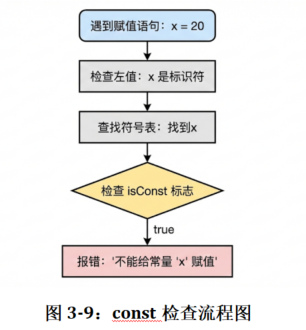 遇到赋值语句：x = 20
检查左值：x 是标识符
查找符号表：找到x
检查 isConst 标志
true
报错：'不能给常量 'x' 赋值'
图 3-9：const 检查流程图